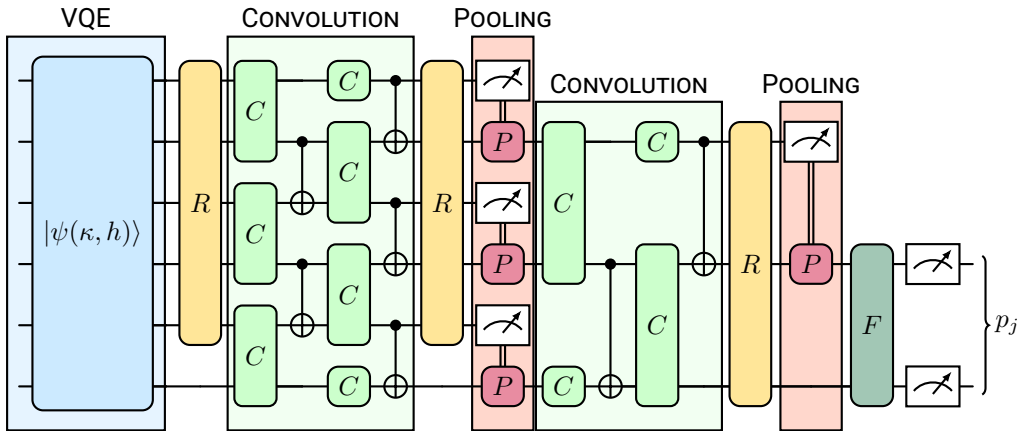 VQE
CONVOLUTION
POOLING
CONVOLUTION
POOLING
|ψ(κ, h)⟩
R
C
C
C
C
C
C
C
R
P
P
P
C
C
C
C
R
P
F
p_j